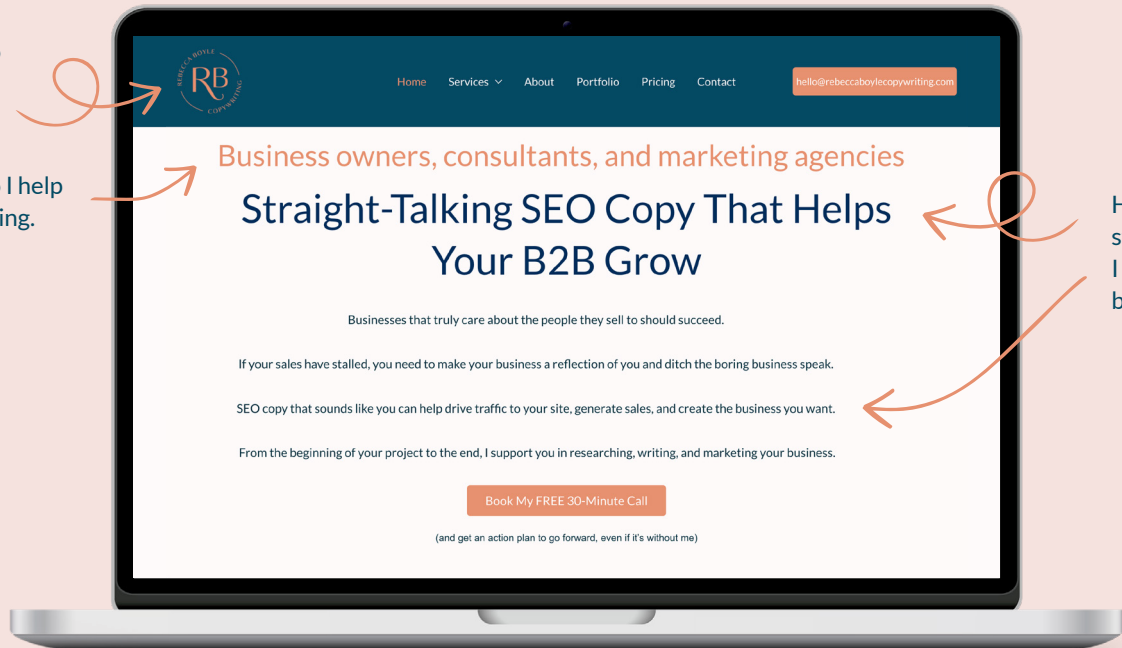 REBECCA BOYLE
RB
COPYWRITING
Home Services About Portfolio Pricing Contact
hello@rebeccaboylecopywriting.com
Business owners, consultants, and marketing agencies
Straight-Talking SEO Copy That Helps
Your B2B Grow
I help
ing.
Businesses that truly care about the people they sell to should succeed.
If your sales have stalled, you need to make your business a reflection of you and ditch the boring business speak.
SEO copy that sounds like you can help drive traffic to your site, generate sales, and create the business you want.
From the beginning of your project to the end, I support you in researching, writing, and marketing your business.
Book My FREE 30-Minute Call
(and get an action plan to go forward, even if it's without me)
H
s
I
b